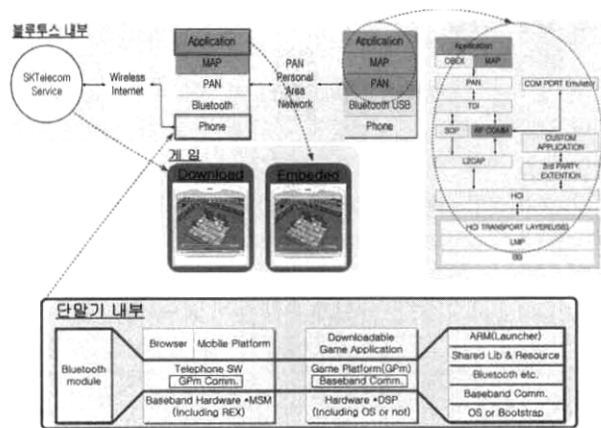 블루투스 내부
SKTelecom
Service
Wireless
Internet
Application
MAP
PAN
Bluetooth
Phone
PAN
Personal
Area
Network
Application
MAP
PAN
Bluetooth USB
Phone
Application
OBEX
MAP
PAN
COM PORT Emulator
TDI
SDP
RF COMM
CUSTOM
APPLICATION
L2CAP
3rd PARTY
EXTENTION
HCI
HCI TRANSPORT LAYER(USB)
LMP
BB
게 임
Download
Embeded
단말기 내부
Bluetooth
module
Browser
Mobile Platform
Telephone SW
GPm Comm.
Baseband Hardware •MSM
(Including REX)
Downloadable
Game Application
Game Platform(GPm)
Baseband Comm.
Hardware •DSP
(Including OS or not)
ARM(Launcher)
Shared Lib & Resource
Bluetooth etc.
Baseband Comm.
OS or Bootstrap